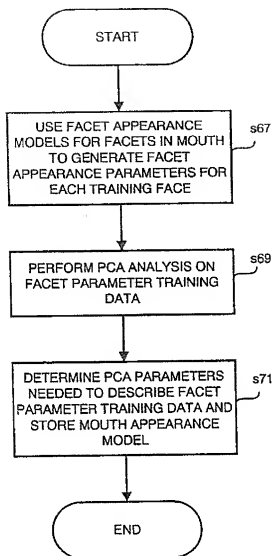 START
USE FACET APPEARANCE
MODELS FOR FACETS IN MOUTH
TO GENERATE FACET
APPEARANCE PARAMETERS FOR
EACH TRAINING FACE
s67
PERFORM PCA ANALYSIS ON
FACET PARAMETER TRAINING
DATA
s69
DETERMINE PCA PARAMETERS
NEEDED TO DESCRIBE FACET
PARAMETER TRAINING DATA AND
STORE MOUTH APPEARANCE
MODEL
s71
END